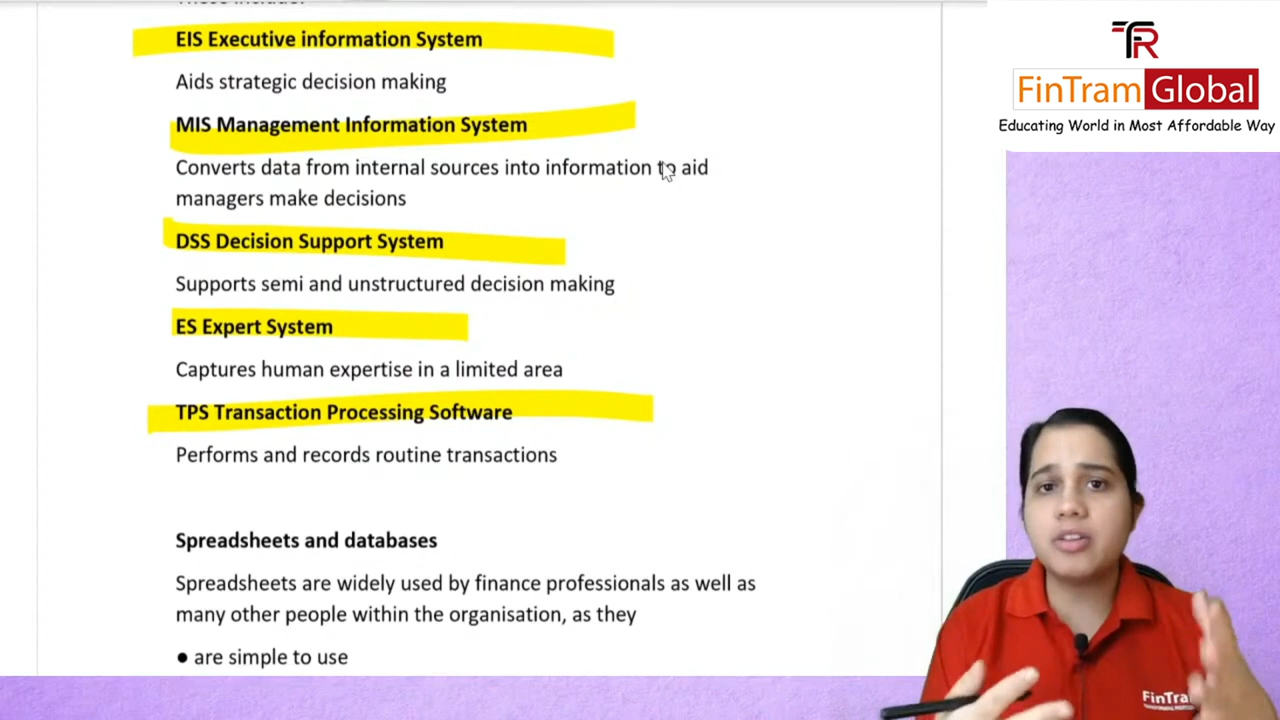 EIS Executive information System
Aids strategic decision making
MIS Management Information System
Converts data from internal sources into information to aid
managers make decisions
DSS Decision Support System
Supports semi and unstructured decision making
ES Expert System
Captures human expertise in a limited area
TPS Transaction Processing Software
Performs and records routine transactions
Spreadsheets and databases
Spreadsheets are widely used by finance professionals as well as
many other people within the organisation, as they
● are simple to use
FinTram Global
Educating World in Most Affordable Way
FinTra